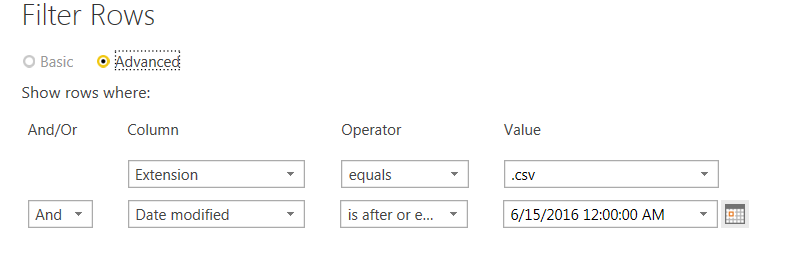 Filter Rows
Basic Advanced
Show rows where:
And/Or Column Operator Value
Extension equals .csv
And Date modified is after or e... 6/15/2016 12:00:00 AM